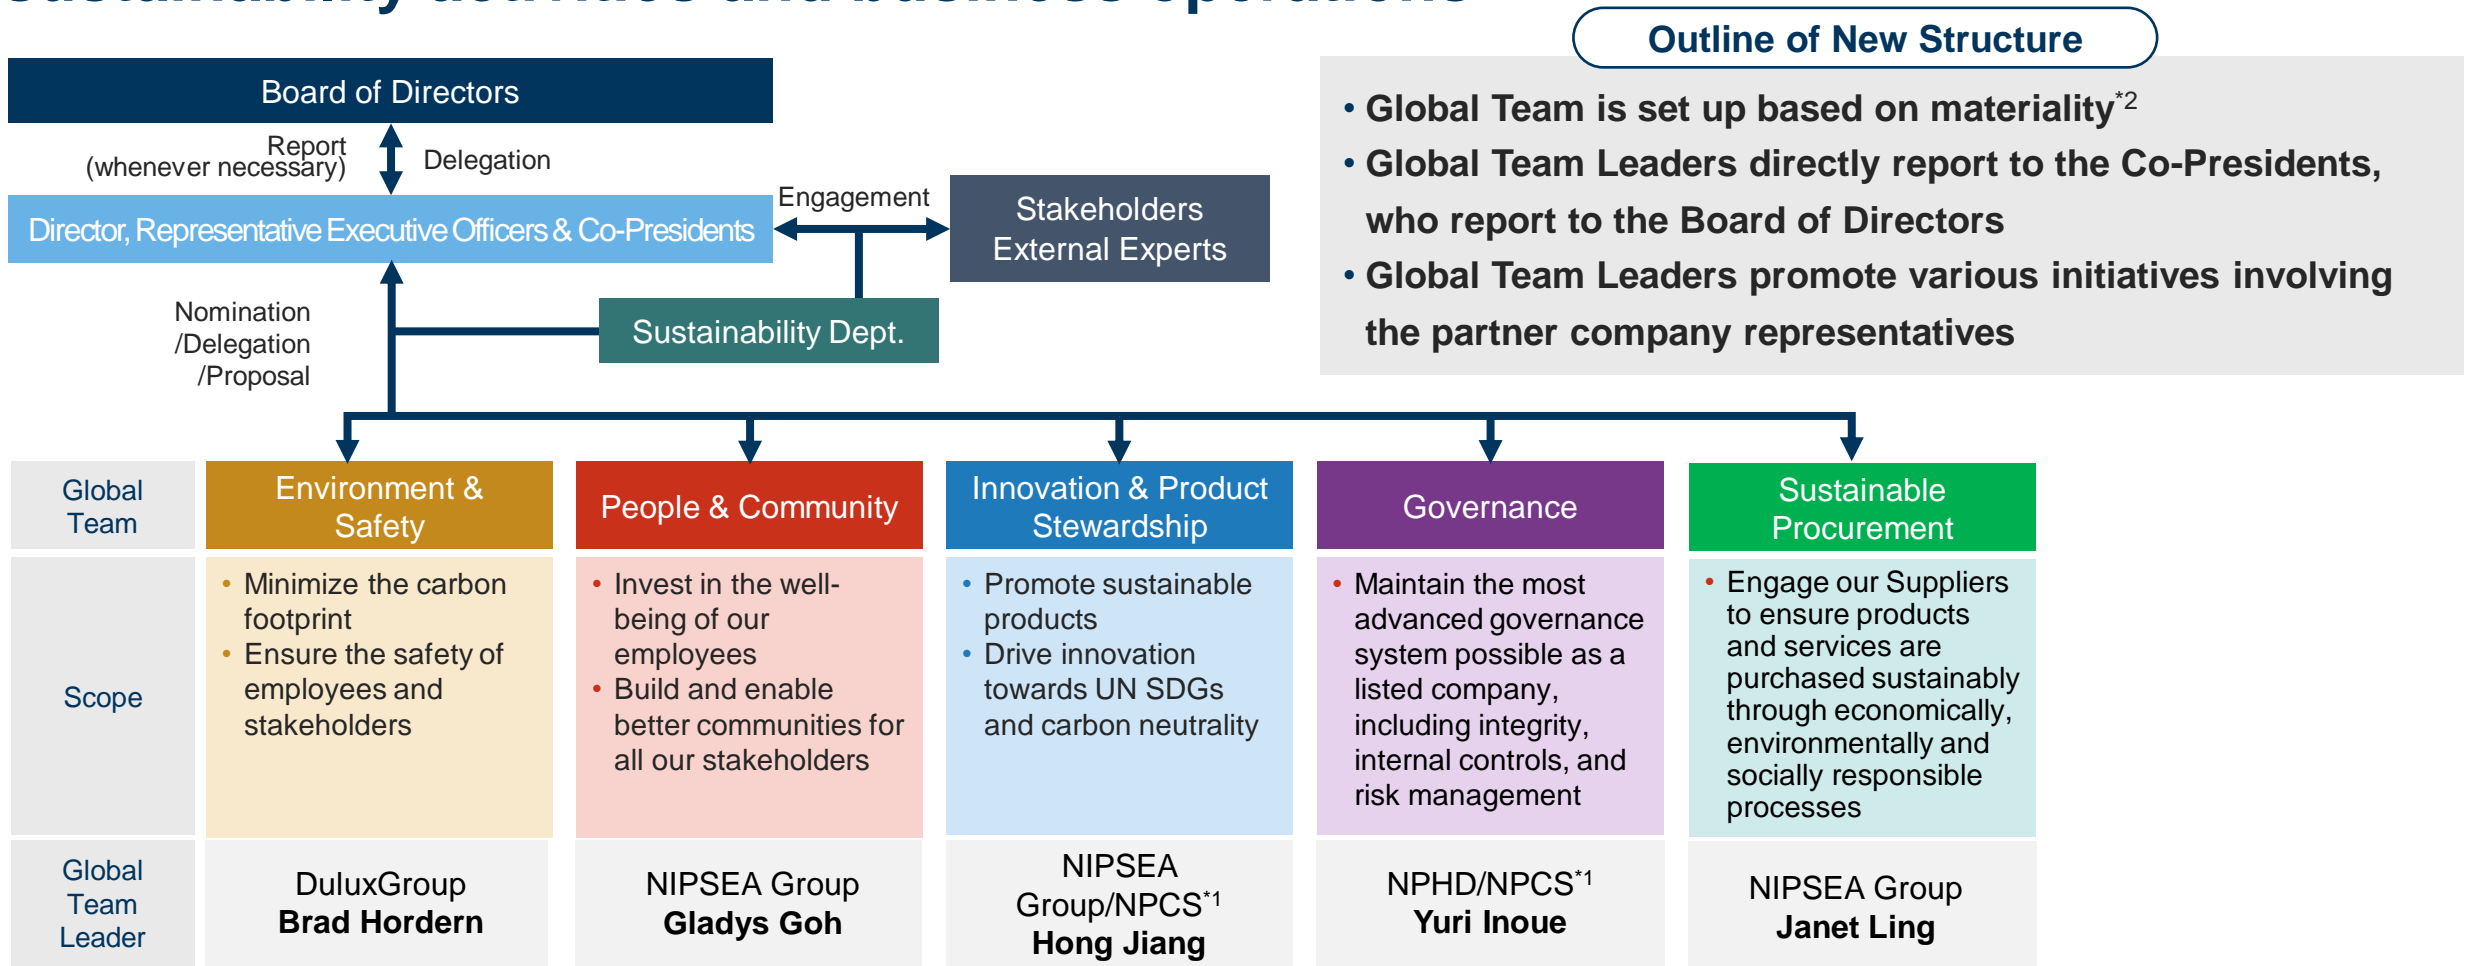 sustainability activities and business operations
Outline of New Structure
• Global Team is set up based on materiality*2
• Global Team Leaders directly report to the Co-Presidents,
who report to the Board of Directors
• Global Team Leaders promote various initiatives involving
the partner company representatives
Board of Directors
Report
(whenever necessary)
Delegation
Director, Representative Executive Officers & Co-Presidents
Engagement
Stakeholders
External Experts
Nomination
/Delegation
/Proposal
Sustainability Dept.
Global
Team
Environment &
Safety
People & Community
Innovation & Product
Stewardship
Governance
Sustainable
Procurement
Scope
• Minimize the carbon
footprint
• Ensure the safety of
employees and
stakeholders
• Invest in the well-
being of our
employees
• Build and enable
better communities for
all our stakeholders
• Promote sustainable
products
• Drive innovation
towards UN SDGs
and carbon neutrality
• Maintain the most
advanced governance
system possible as a
listed company,
including integrity,
internal controls, and
risk management
• Engage our Suppliers
to ensure products
and services are
purchased sustainably
through economically,
environmentally and
socially responsible
processes
Global
Team
Leader
DuluxGroup
Brad Hordern
NIPSEA Group
Gladys Goh
NIPSEA
Group/NPCS*1
Hong Jiang
NPHD/NPCS*1
Yuri Inoue
NIPSEA Group
Janet Ling